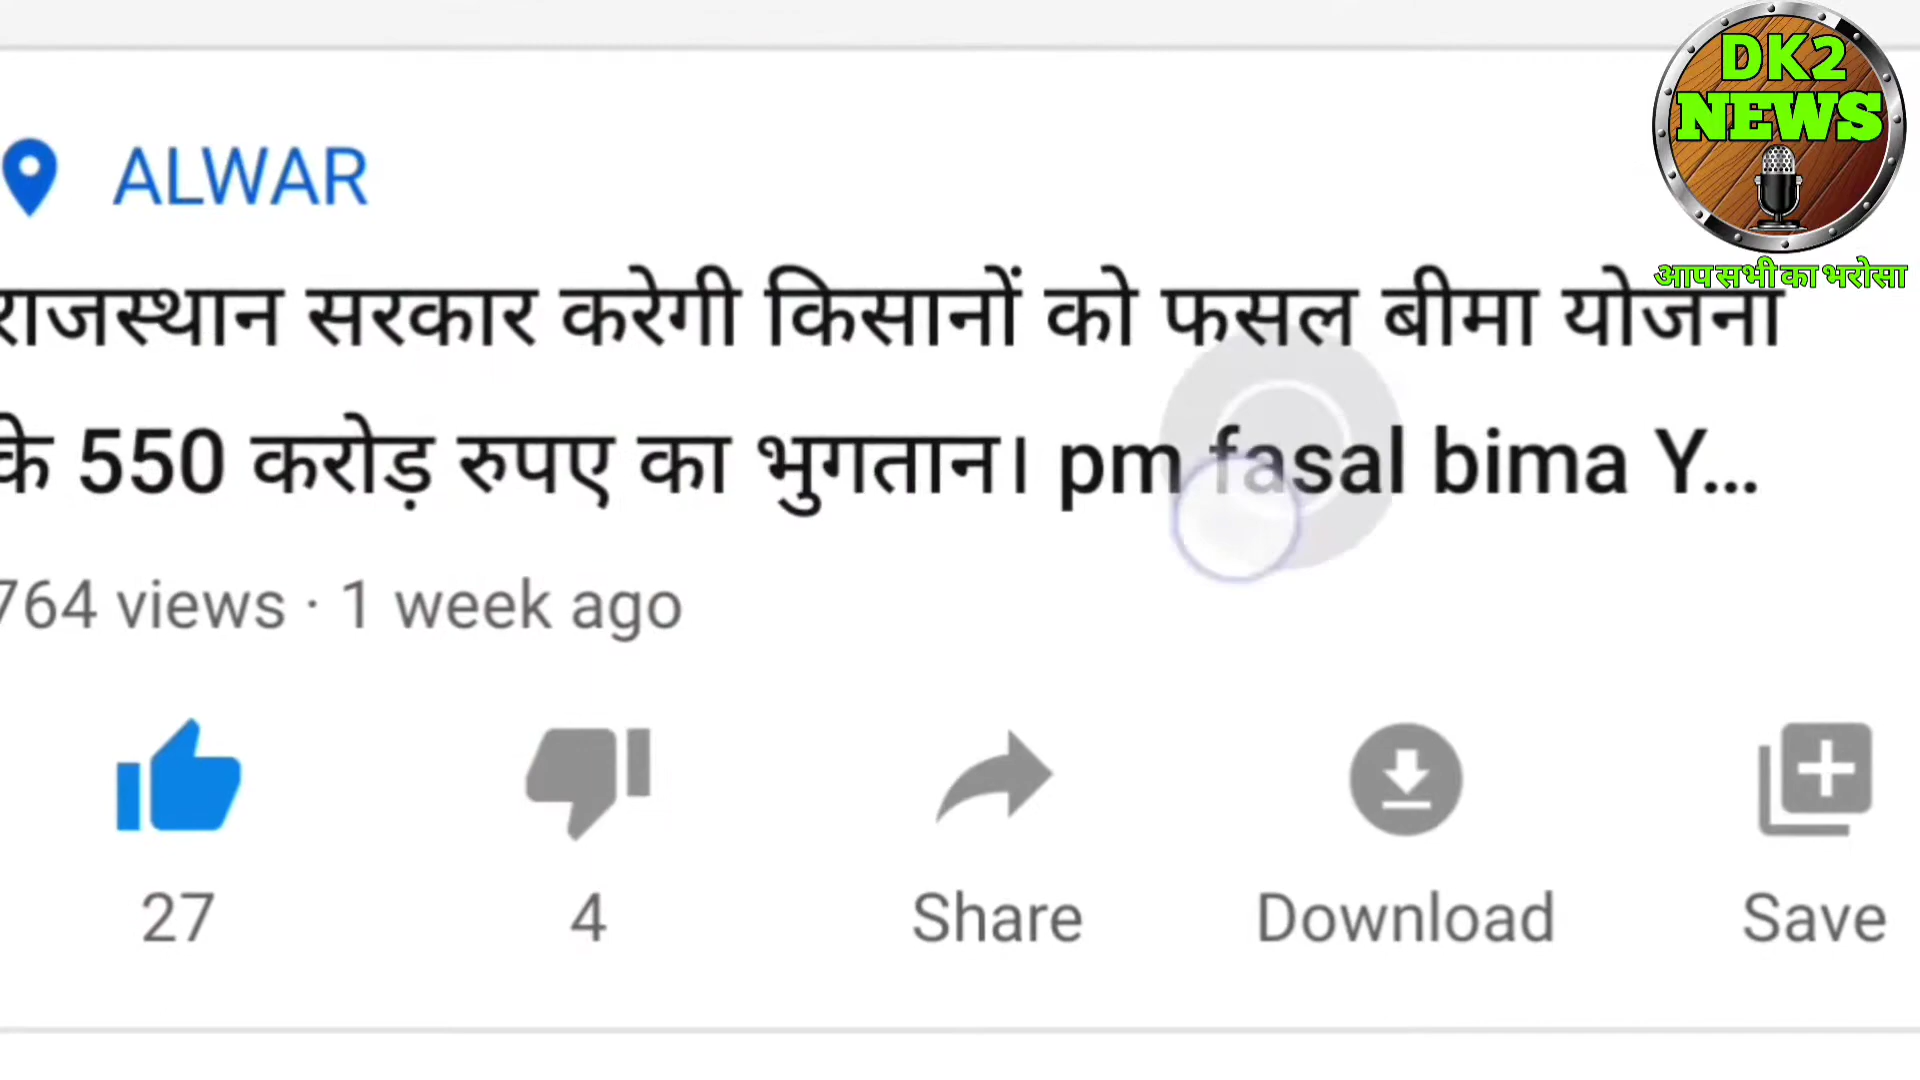 DK2
NEWS
आप सभी का भरोसा
ALWAR
राजस्थान सरकार करेगी किसानों को फसल बीमा योजना
के 550 करोड़ रुपए का भुगतान। pm fasal bima Y...
764 views · 1 week ago
27
4
Share
Download
Save